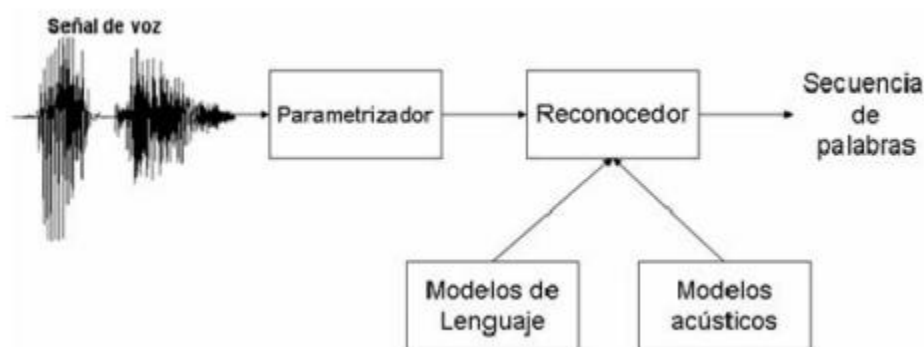 Señal de voz
Parametrizador
Reconocedor
Secuencia
de
palabras
Modelos de
Lenguaje
Modelos
acústicos